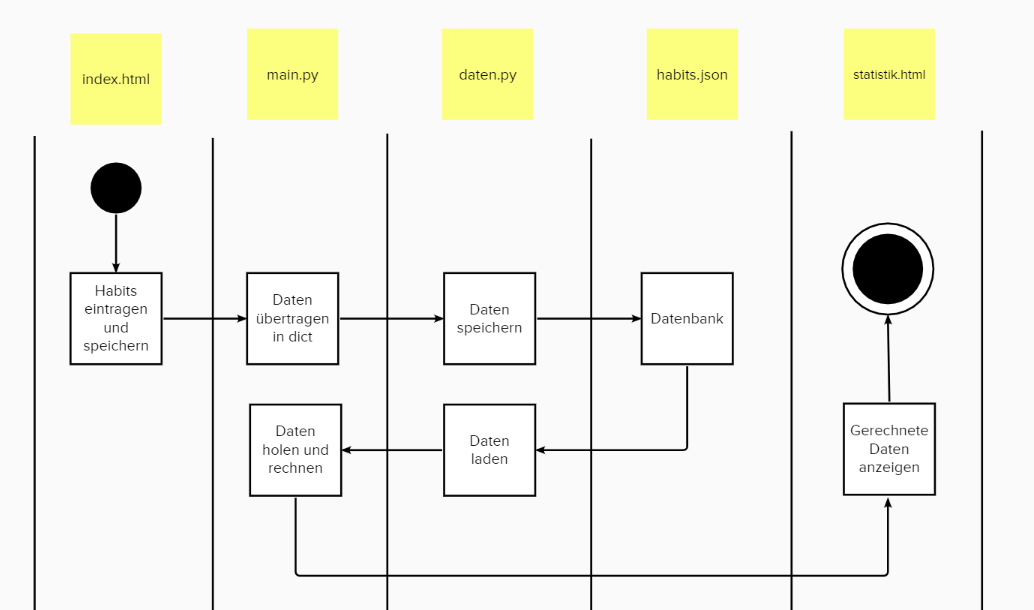 index.html
main.py
daten.py
habits.json
statistik.html
Habits
eintragen
und
speichern
Daten
übertragen
in dict
Daten
speichern
Datenbank
Daten
holen und
rechnen
Daten
laden
Gerechnete
Daten
anzeigen